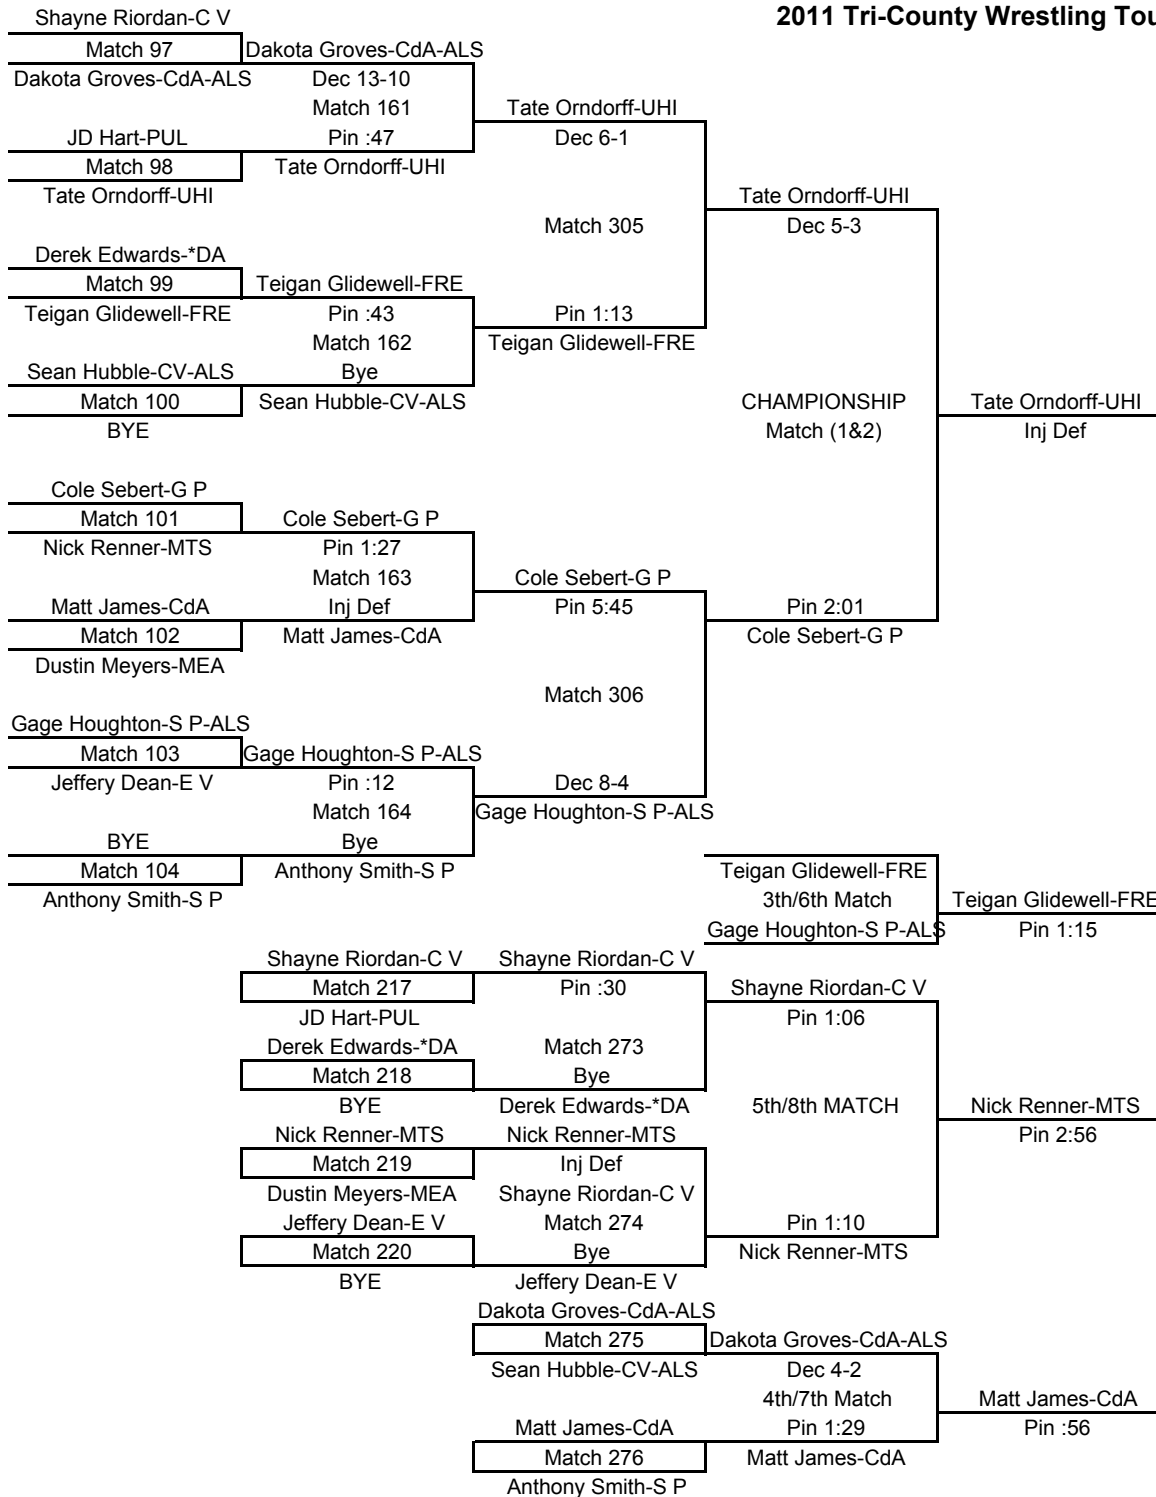 2011 Tri-County Wrestling Tou
Shayne Riordan-C V
Match 97
Dakota Groves-CdA-ALS
Dakota Groves-CdA-ALS
Dec 13-10
Match 161
Tate Orndorff-UHI
JD Hart-PUL
Pin :47
Dec 6-1
Match 98
Tate Orndorff-UHI
Tate Orndorff-UHI
Tate Orndorff-UHI
Match 305
Dec 5-3
Derek Edwards-*DA
Match 99
Teigan Glidewell-FRE
Teigan Glidewell-FRE
Pin :43
Pin 1:13
Match 162
Teigan Glidewell-FRE
Sean Hubble-CV-ALS
Bye
Match 100
Sean Hubble-CV-ALS
CHAMPIONSHIP
Tate Orndorff-UHI
BYE
Match (1&2)
Inj Def
Cole Sebert-G P
Match 101
Cole Sebert-G P
Nick Renner-MTS
Pin 1:27
Match 163
Cole Sebert-G P
Matt James-CdA
Inj Def
Pin 5:45
Pin 2:01
Match 102
Matt James-CdA
Cole Sebert-G P
Dustin Meyers-MEA
Match 306
Gage Houghton-S P-ALS
Match 103
Gage Houghton-S P-ALS
Jeffery Dean-E V
Pin :12
Dec 8-4
Match 164
Gage Houghton-S P-ALS
BYE
Bye
Match 104
Anthony Smith-S P
Teigan Glidewell-FRE
Anthony Smith-S P
3th/6th Match
Teigan Glidewell-FRE
Gage Houghton-S P-ALS
Pin 1:15
Shayne Riordan-C V
Shayne Riordan-C V
Match 217
Pin :30
Shayne Riordan-C V
JD Hart-PUL
Pin 1:06
Derek Edwards-*DA
Match 273
Match 218
Bye
BYE
Derek Edwards-*DA
5th/8th MATCH
Nick Renner-MTS
Nick Renner-MTS
Nick Renner-MTS
Pin 2:56
Match 219
Inj Def
Dustin Meyers-MEA
Shayne Riordan-C V
Jeffery Dean-E V
Match 274
Pin 1:10
Match 220
Bye
Nick Renner-MTS
BYE
Jeffery Dean-E V
Dakota Groves-CdA-ALS
Match 275
Dakota Groves-CdA-ALS
Sean Hubble-CV-ALS
Dec 4-2
4th/7th Match
Matt James-CdA
Matt James-CdA
Pin 1:29
Pin :56
Match 276
Matt James-CdA
Anthony Smith-S P